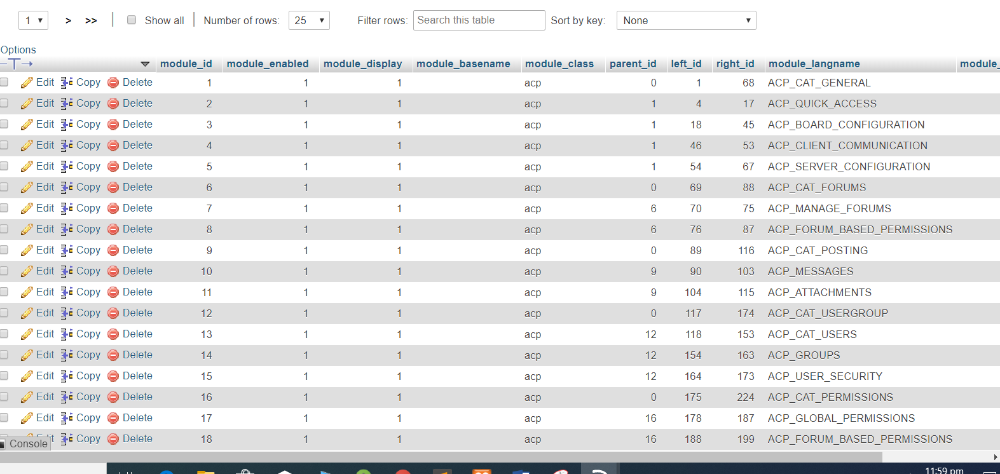 1 > >> Show all Number of rows: 25 Filter rows: Search this table Sort by key: None
Options
module_id module_enabled module_display module_basename module_class parent_id left_id right_id module_langname module_
Edit Copy Delete 1 1 1 acp 0 1 68 ACP_CAT_GENERAL
Edit Copy Delete 2 1 1 acp 1 4 17 ACP_QUICK_ACCESS
Edit Copy Delete 3 1 1 acp 1 18 45 ACP_BOARD_CONFIGURATION
Edit Copy Delete 4 1 1 acp 1 46 53 ACP_CLIENT_COMMUNICATION
Edit Copy Delete 5 1 1 acp 1 54 67 ACP_SERVER_CONFIGURATION
Edit Copy Delete 6 1 1 acp 0 69 88 ACP_CAT_FORUMS
Edit Copy Delete 7 1 1 acp 6 70 75 ACP_MANAGE_FORUMS
Edit Copy Delete 8 1 1 acp 6 76 87 ACP_FORUM_BASED_PERMISSIONS
Edit Copy Delete 9 1 1 acp 0 89 116 ACP_CAT_POSTING
Edit Copy Delete 10 1 1 acp 9 90 103 ACP_MESSAGES
Edit Copy Delete 11 1 1 acp 9 104 115 ACP_ATTACHMENTS
Edit Copy Delete 12 1 1 acp 0 117 174 ACP_CAT_USERGROUP
Edit Copy Delete 13 1 1 acp 12 118 153 ACP_CAT_USERS
Edit Copy Delete 14 1 1 acp 12 154 163 ACP_GROUPS
Edit Copy Delete 15 1 1 acp 12 164 173 ACP_USER_SECURITY
Edit Copy Delete 16 1 1 acp 0 175 224 ACP_CAT_PERMISSIONS
Edit Copy Delete 17 1 1 acp 16 178 187 ACP_GLOBAL_PERMISSIONS
Copy Delete 18 1 1 acp 16 188 199 ACP_FORUM_BASED_PERMISSIONS
Console
11:59 pm